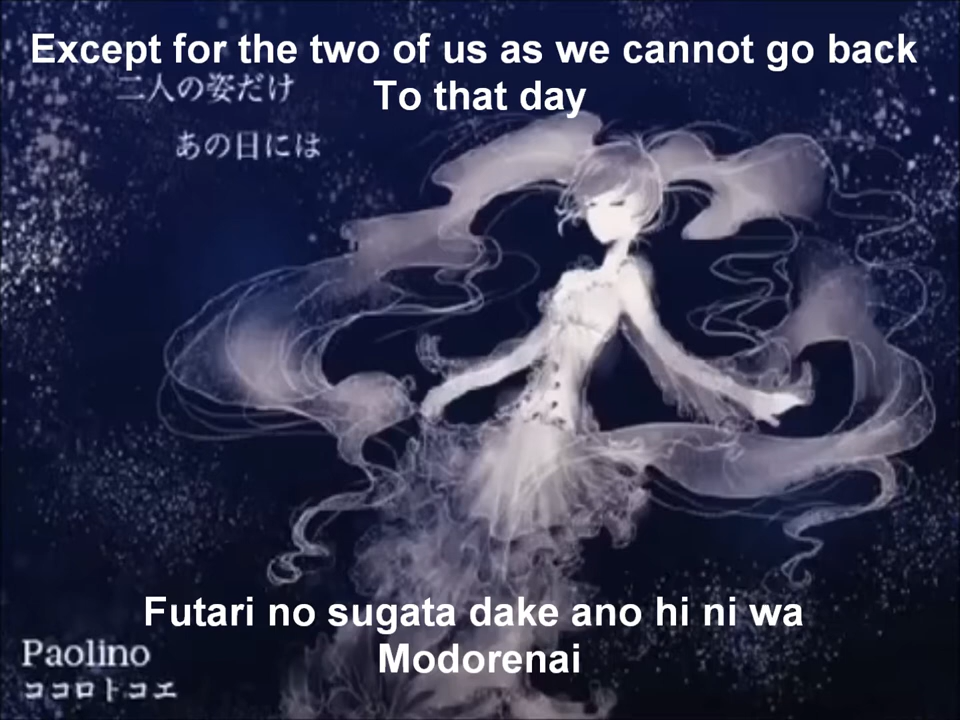 Except for the two of us as we cannot go back
To that day
二人の姿だけ
あの日には
Futari no sugata dake ano hi ni wa
Modorenai
Paolino
ココロトコエ